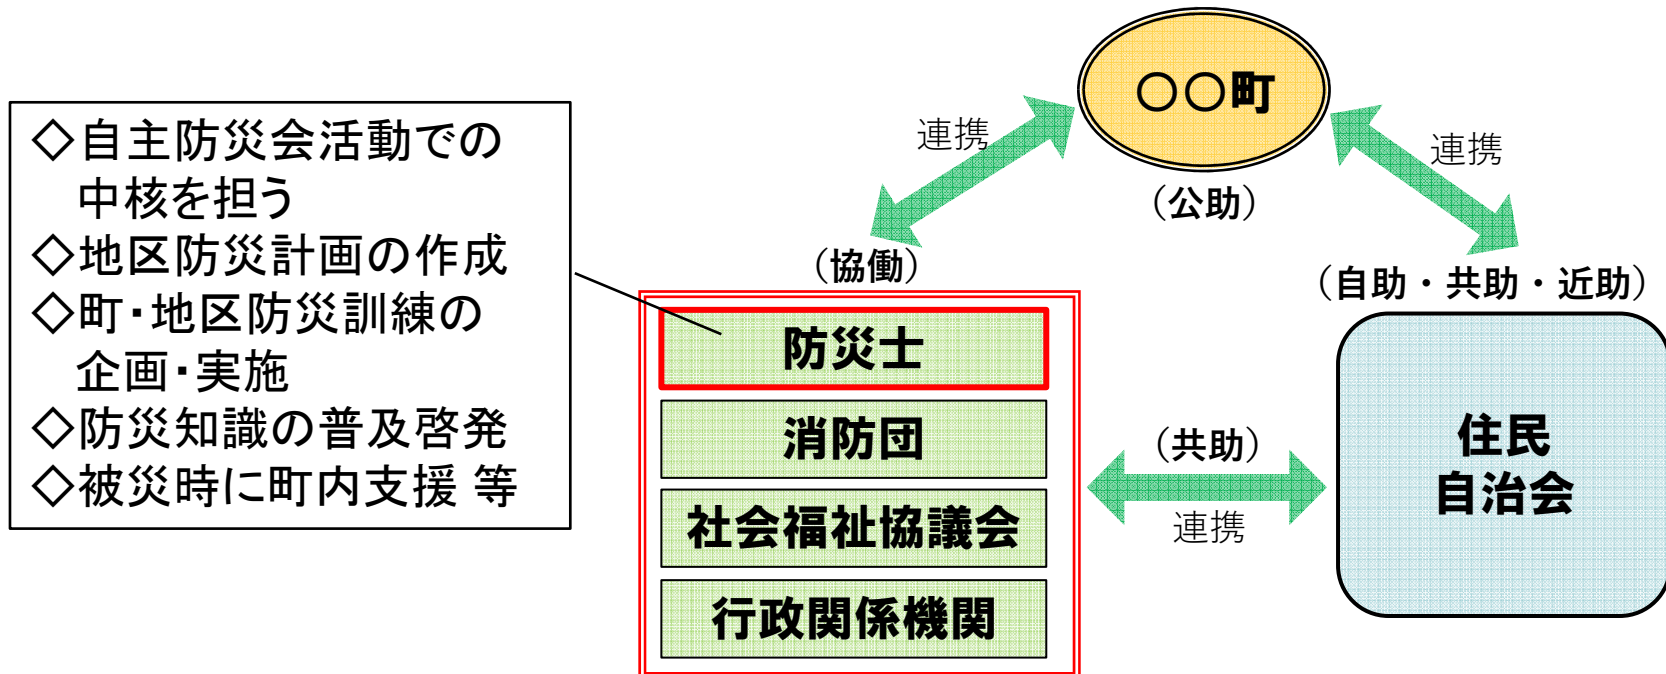 ◇自主防災会活動での
中核を担う
◇地区防災計画の作成
◇町・地区防災訓練の
企画・実施
◇防災知識の普及啓発
◇被災時に町内支援 等
〇〇町
(公助)
連携
連携
(協働)
防災士
消防団
社会福祉協議会
行政関係機関
(共助)
連携
(自助・共助・近助)
住民
自治会